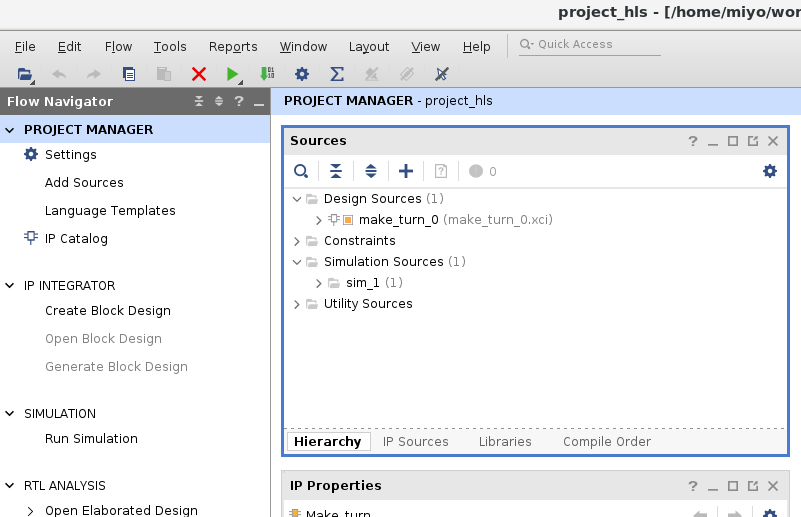 project_hls - [/home/miyo/wor
File Edit Flow Tools Reports Window Layout View Help Quick Access
Flow Navigator
PROJECT MANAGER
Settings
Add Sources
Language Templates
IP Catalog
IP INTEGRATOR
Create Block Design
Open Block Design
Generate Block Design
SIMULATION
Run Simulation
RTL ANALYSIS
Open Elaborated Design
PROJECT MANAGER - project_hls
Sources
0
Design Sources (1)
make_turn_0 (make_turn_0.xci)
Constraints
Simulation Sources (1)
sim_1 (1)
Utility Sources
Hierarchy IP Sources Libraries Compile Order
IP Properties
Make_turn